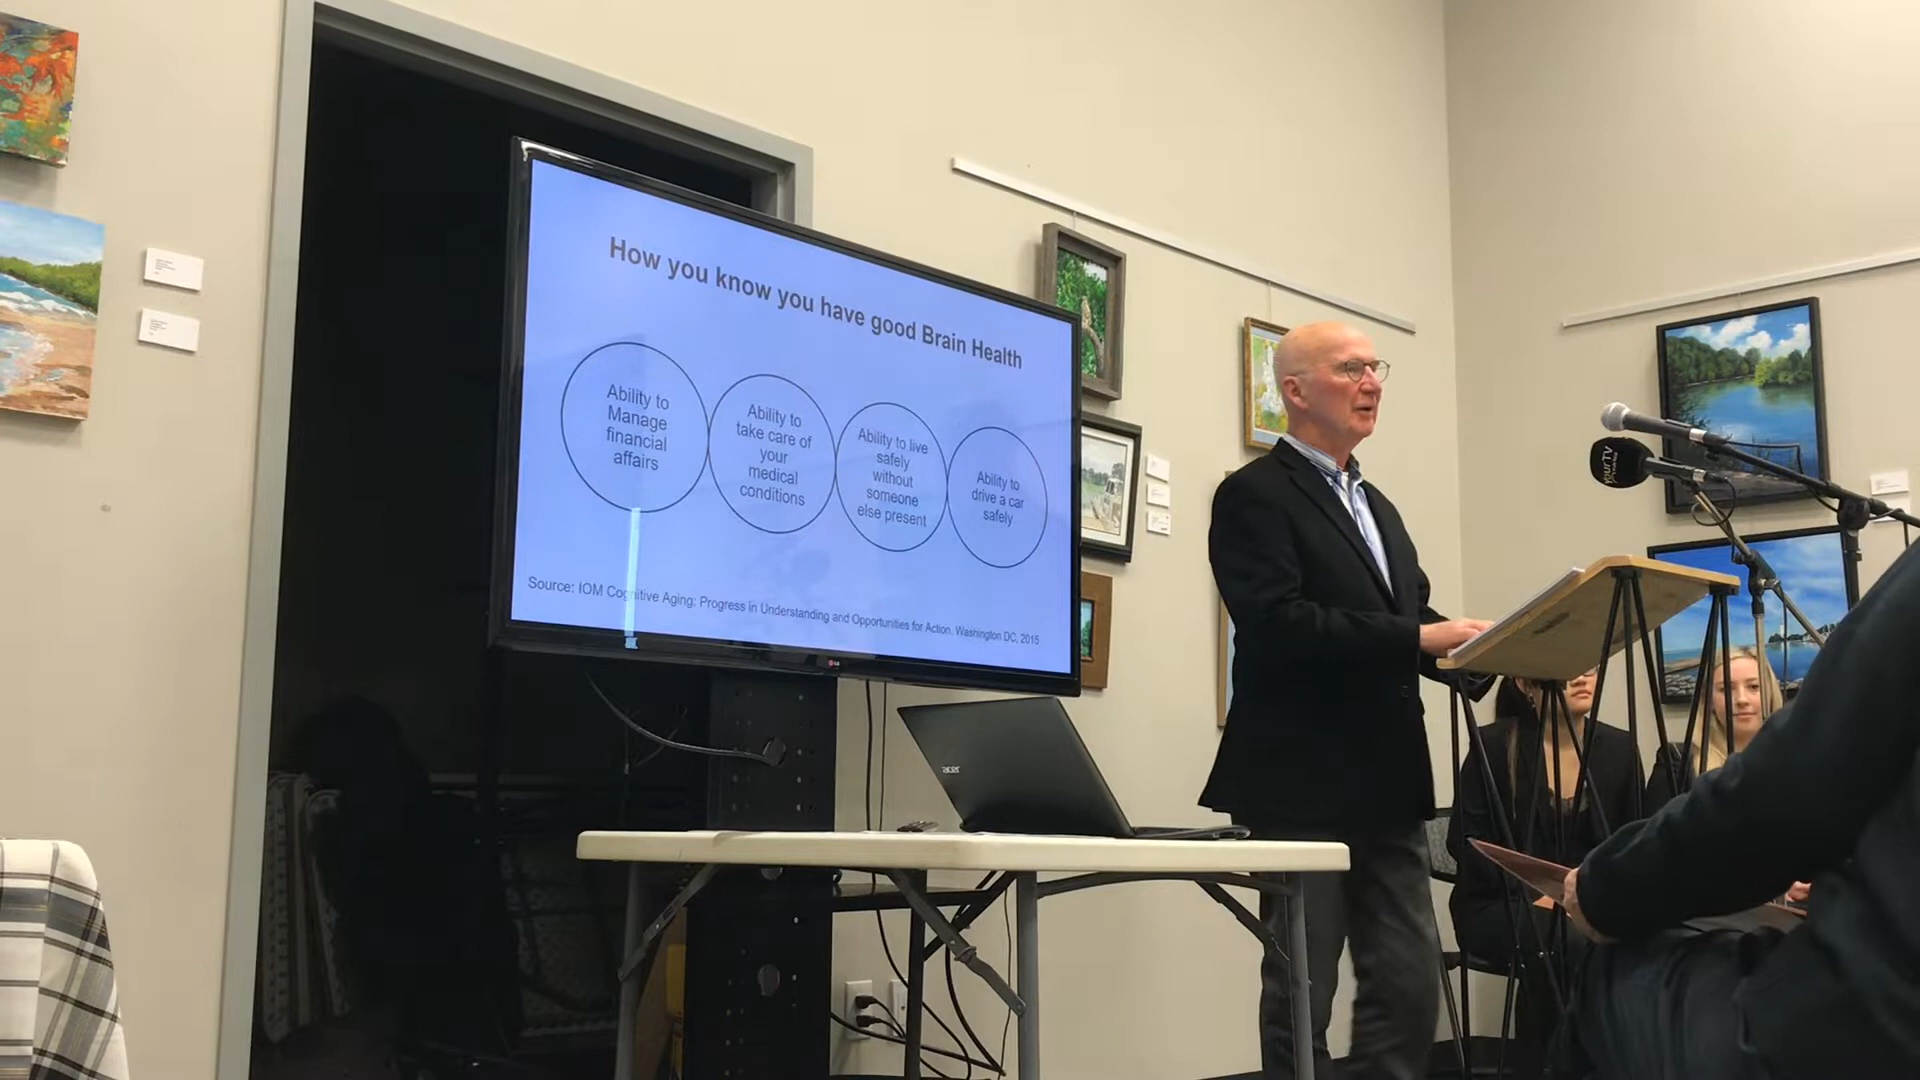 How you know you have good Brain Health
Ability to
Manage
financial
affairs
Ability to
take care of
your
medical
conditions
Ability to live
safely
without
someone
else present
Ability to
drive a car
safely
Source: IOM Cognitive Aging: Progress in Understanding and Opportunities for Action. Washington DC, 2015
LG
acer
yourTV